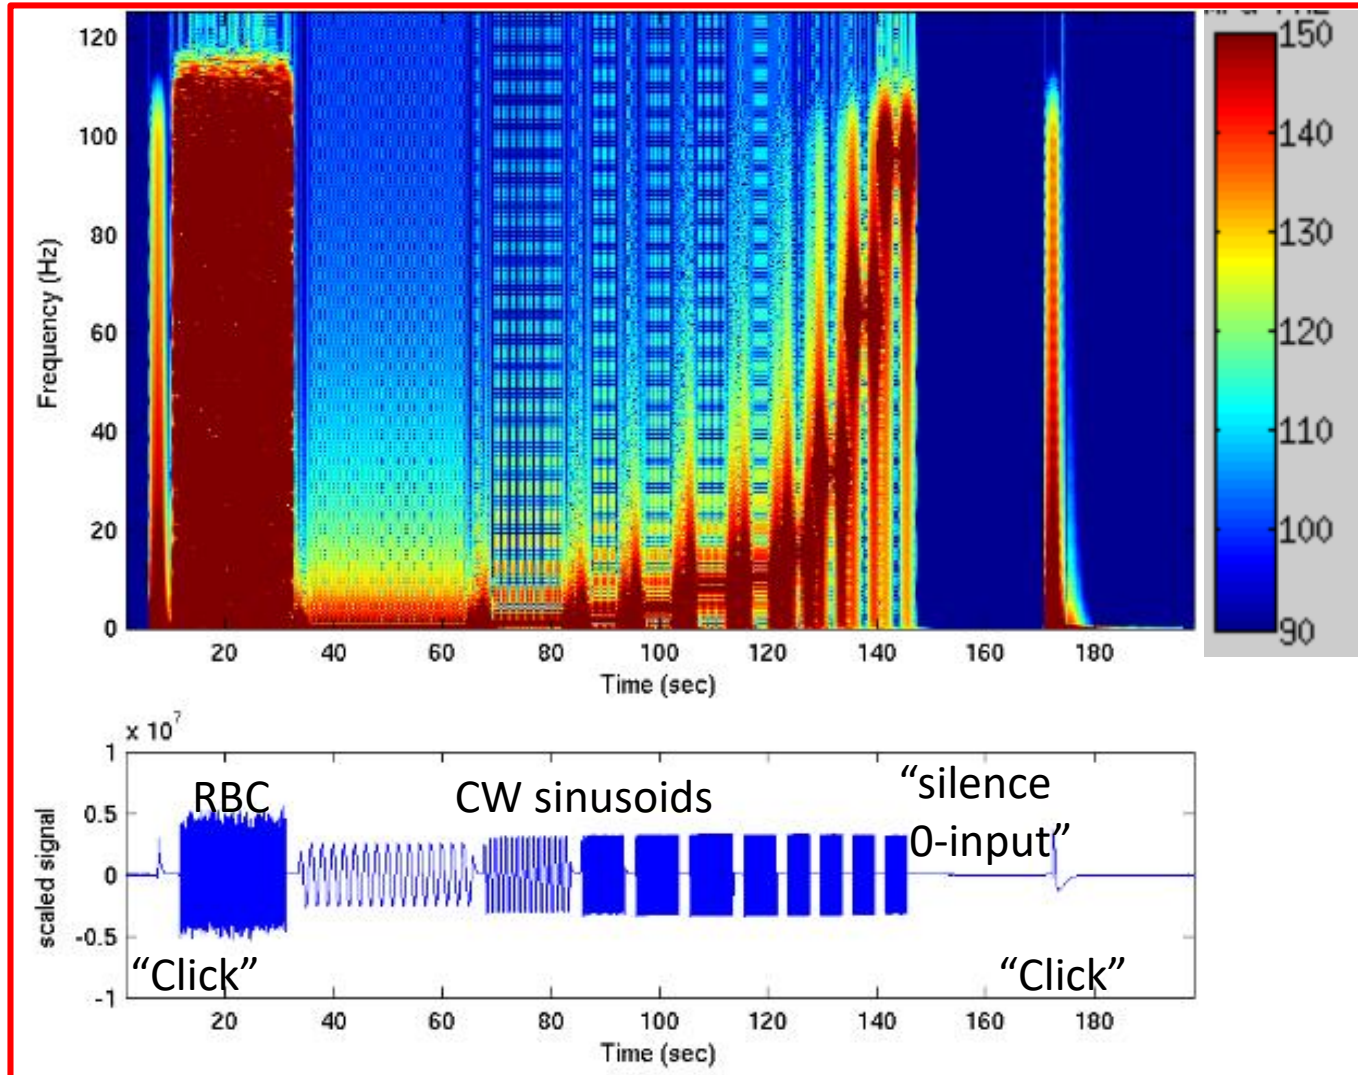 120
100
80
60
40
20
0
Frequency (Hz)
20 40 60 80 100 120 140 160 180
Time (sec)
150
140
130
120
110
100
90
x 10^7
1
0.5
0
-0.5
-1
scaled signal
RBC
CW sinusoids
“silence
0-input”
“Click”
“Click”
20 40 60 80 100 120 140 160 180
Time (sec)